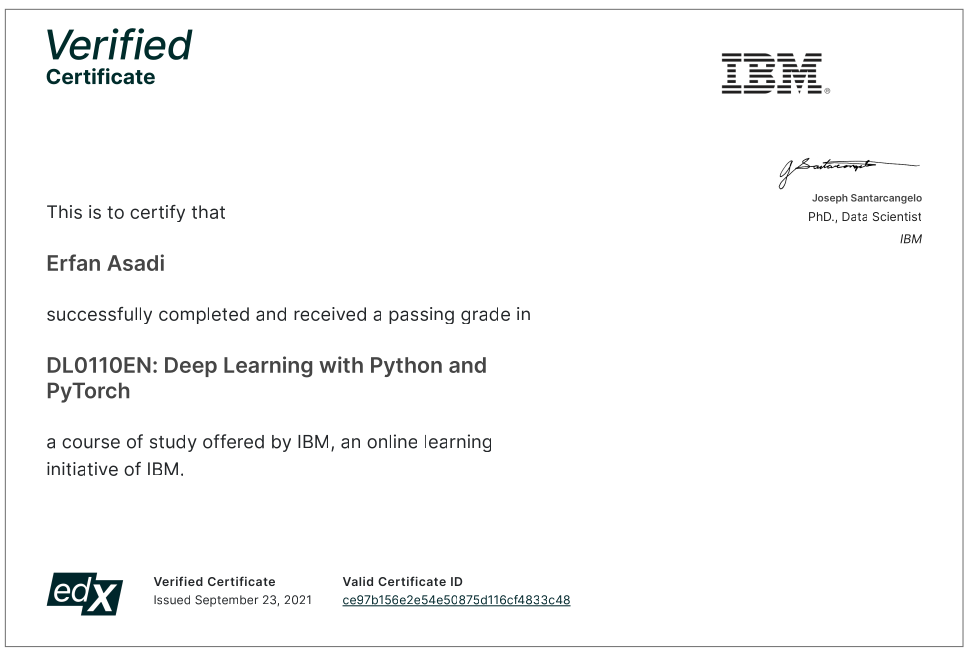 Verified
Certificate
IBM®
J Santarcangelo
Joseph Santarcangelo
PhD., Data Scientist
IBM
This is to certify that
Erfan Asadi
successfully completed and received a passing grade in
DL0110EN: Deep Learning with Python and
PyTorch
a course of study offered by IBM, an online learning
initiative of IBM.
edX
Verified Certificate
Issued September 23, 2021
Valid Certificate ID
ce97b156e2e54e50875d116cf4833c48